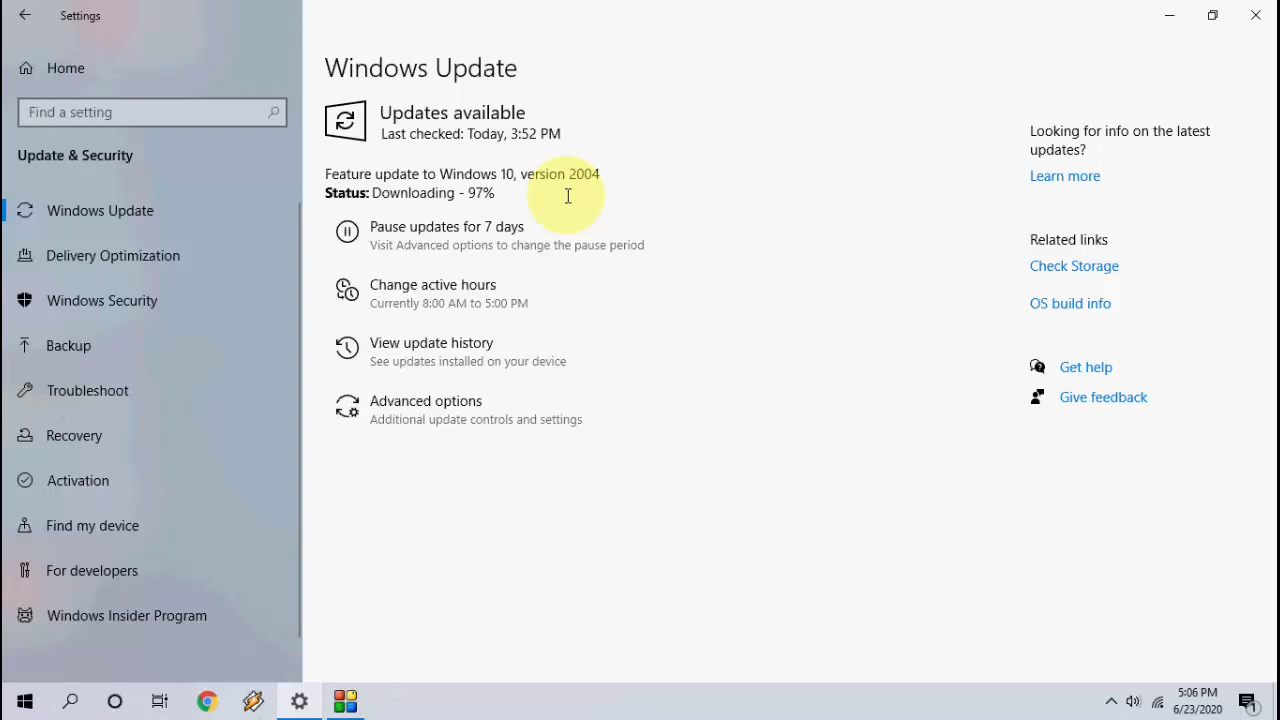 Settings
Home
Find a setting
Update & Security
Windows Update
Delivery Optimization
Windows Security
Backup
Troubleshoot
Recovery
Activation
Find my device
For developers
Windows Insider Program
Windows Update
Updates available
Last checked: Today, 3:52 PM
Feature update to Windows 10, version 2004
Status: Downloading - 97%
Pause updates for 7 days
Visit Advanced options to change the pause period
Change active hours
Currently 8:00 AM to 5:00 PM
View update history
See updates installed on your device
Advanced options
Additional update controls and settings
Looking for info on the latest
updates?
Learn more
Related links
Check Storage
OS build info
Get help
Give feedback
5:06 PM
6/23/2020
1